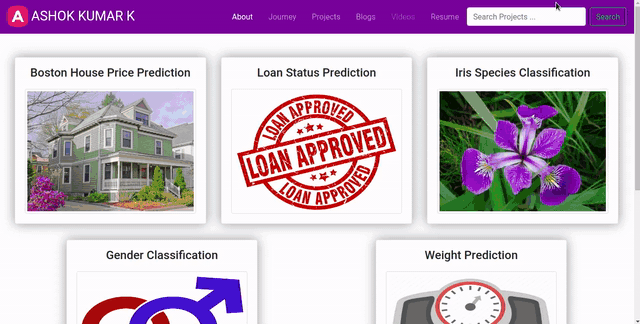 A ASHOK KUMAR K About Journey Projects Blogs Videos Resume Search Projects ... Search
Boston House Price Prediction Loan Status Prediction Iris Species Classification
LOAN APPROVED
LOAN APPROVED
LOAN APPROVED
Gender Classification Weight Prediction